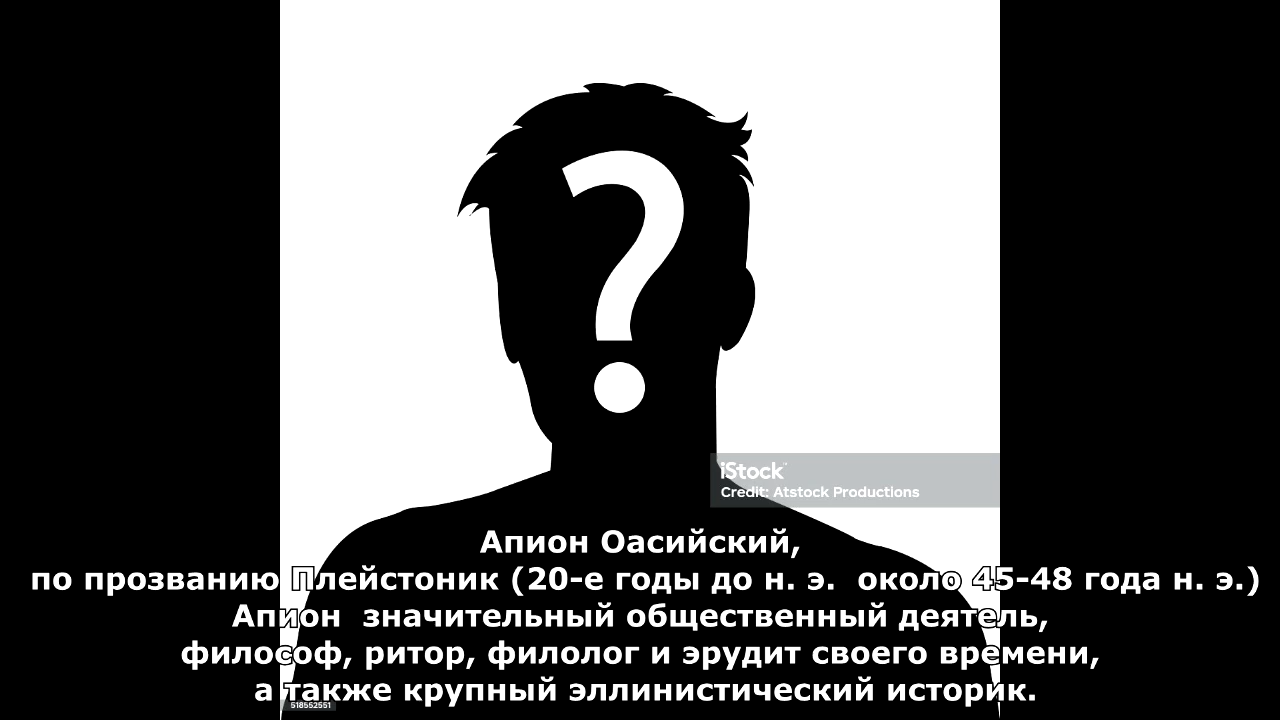 ?
iStock
Credit: Atstock Productions
Апион Оасийский,
по прозванию Плейстоник (20-е годы до н. э.  около 45-48 года н. э.)
Апион  значительный общественный деятель,
философ, ритор, филолог и эрудит своего времени,
а также крупный эллинистический историк.
518552551